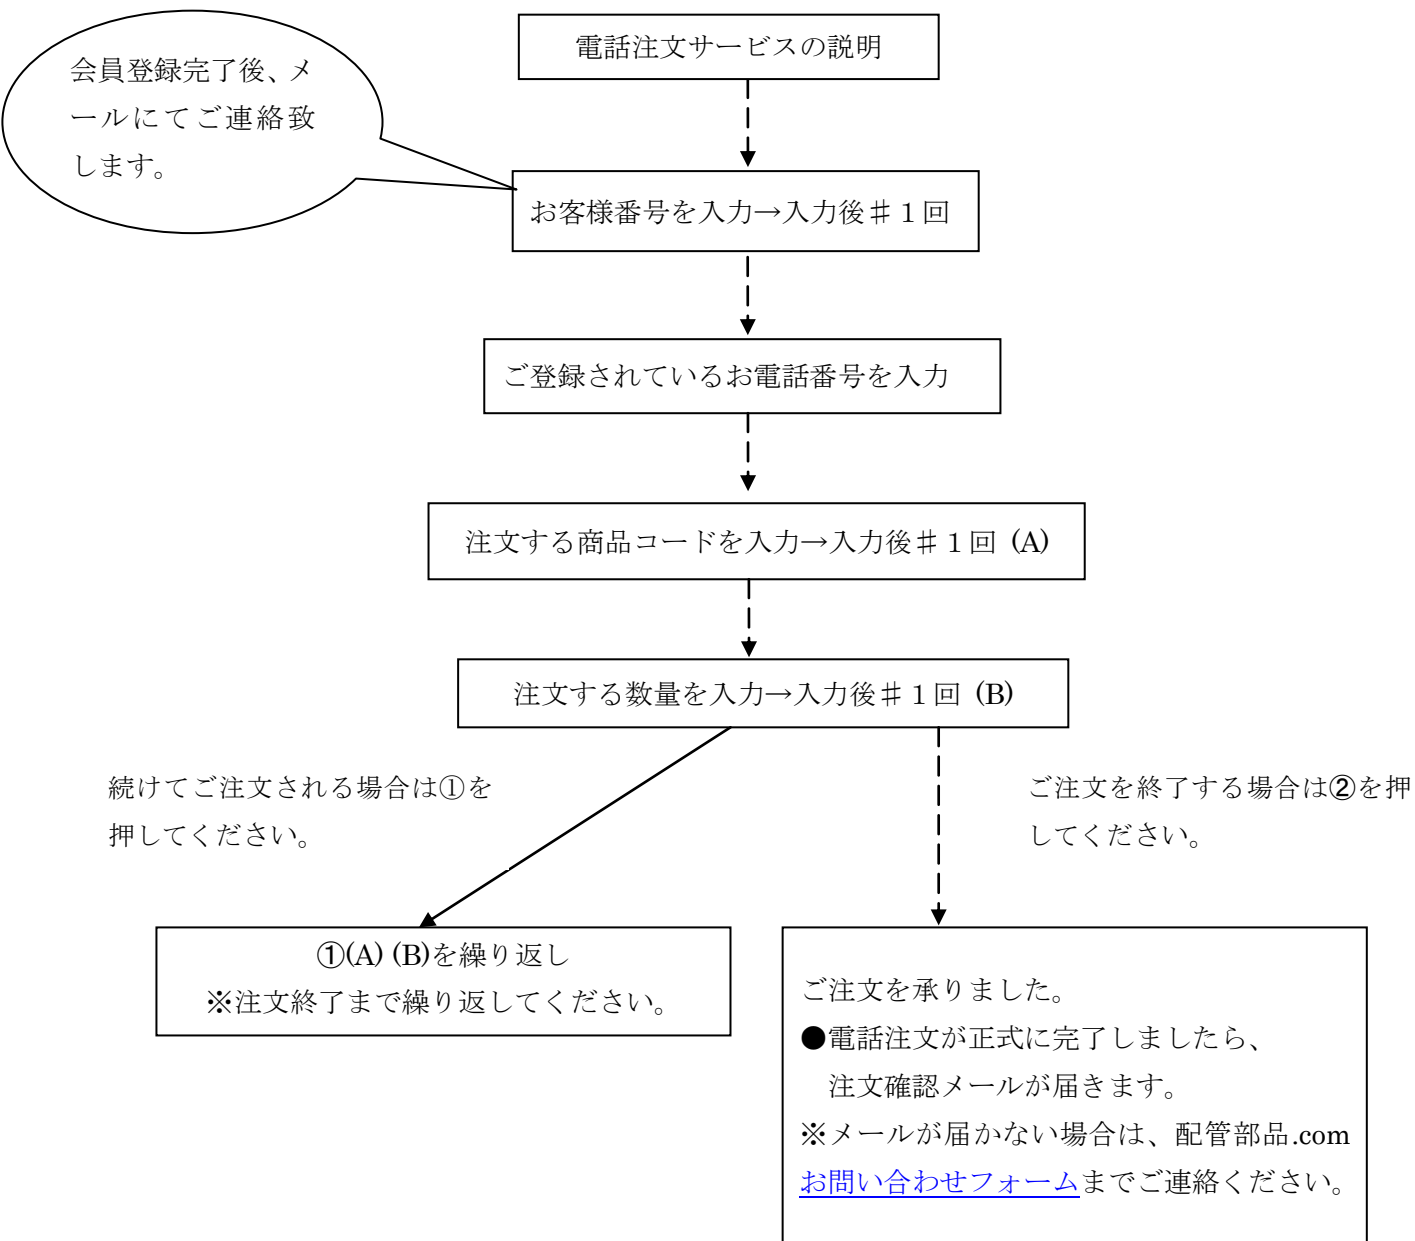 電話注文サービスの説明
会員登録完了後、メ
ールにてご連絡致
します。
お客様番号を入力→入力後♯１回
ご登録されているお電話番号を入力
注文する商品コードを入力→入力後♯１回 (A)
注文する数量を入力→入力後♯１回 (B)
続けてご注文される場合は①を
押してください。
ご注文を終了する場合は②を押
してください。
①(A) (B)を繰り返し
※注文終了まで繰り返してください。
ご注文を承りました。
●電話注文が正式に完了しましたら、
注文確認メールが届きます。
※メールが届かない場合は、配管部品.com
お問い合わせフォームまでご連絡ください。